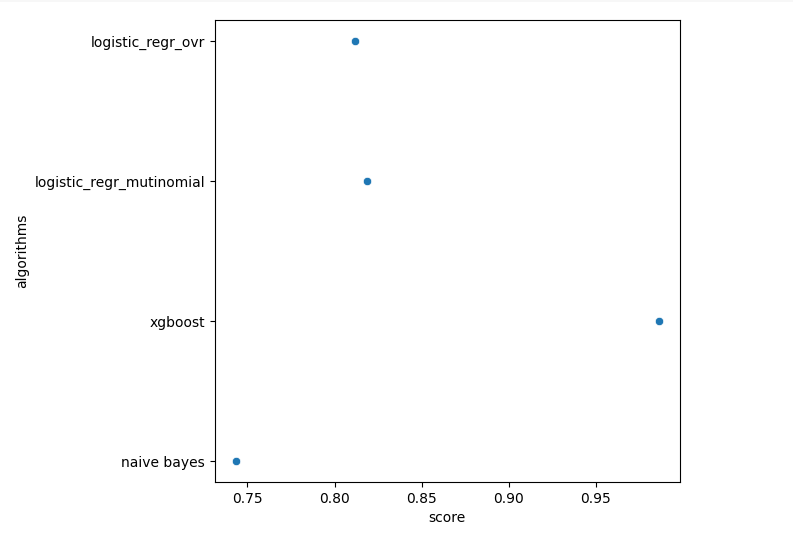 logistic_regr_ovr
logistic_regr_mutinomial
algorithms
xgboost
naive bayes
0.75 0.80 0.85 0.90 0.95
score